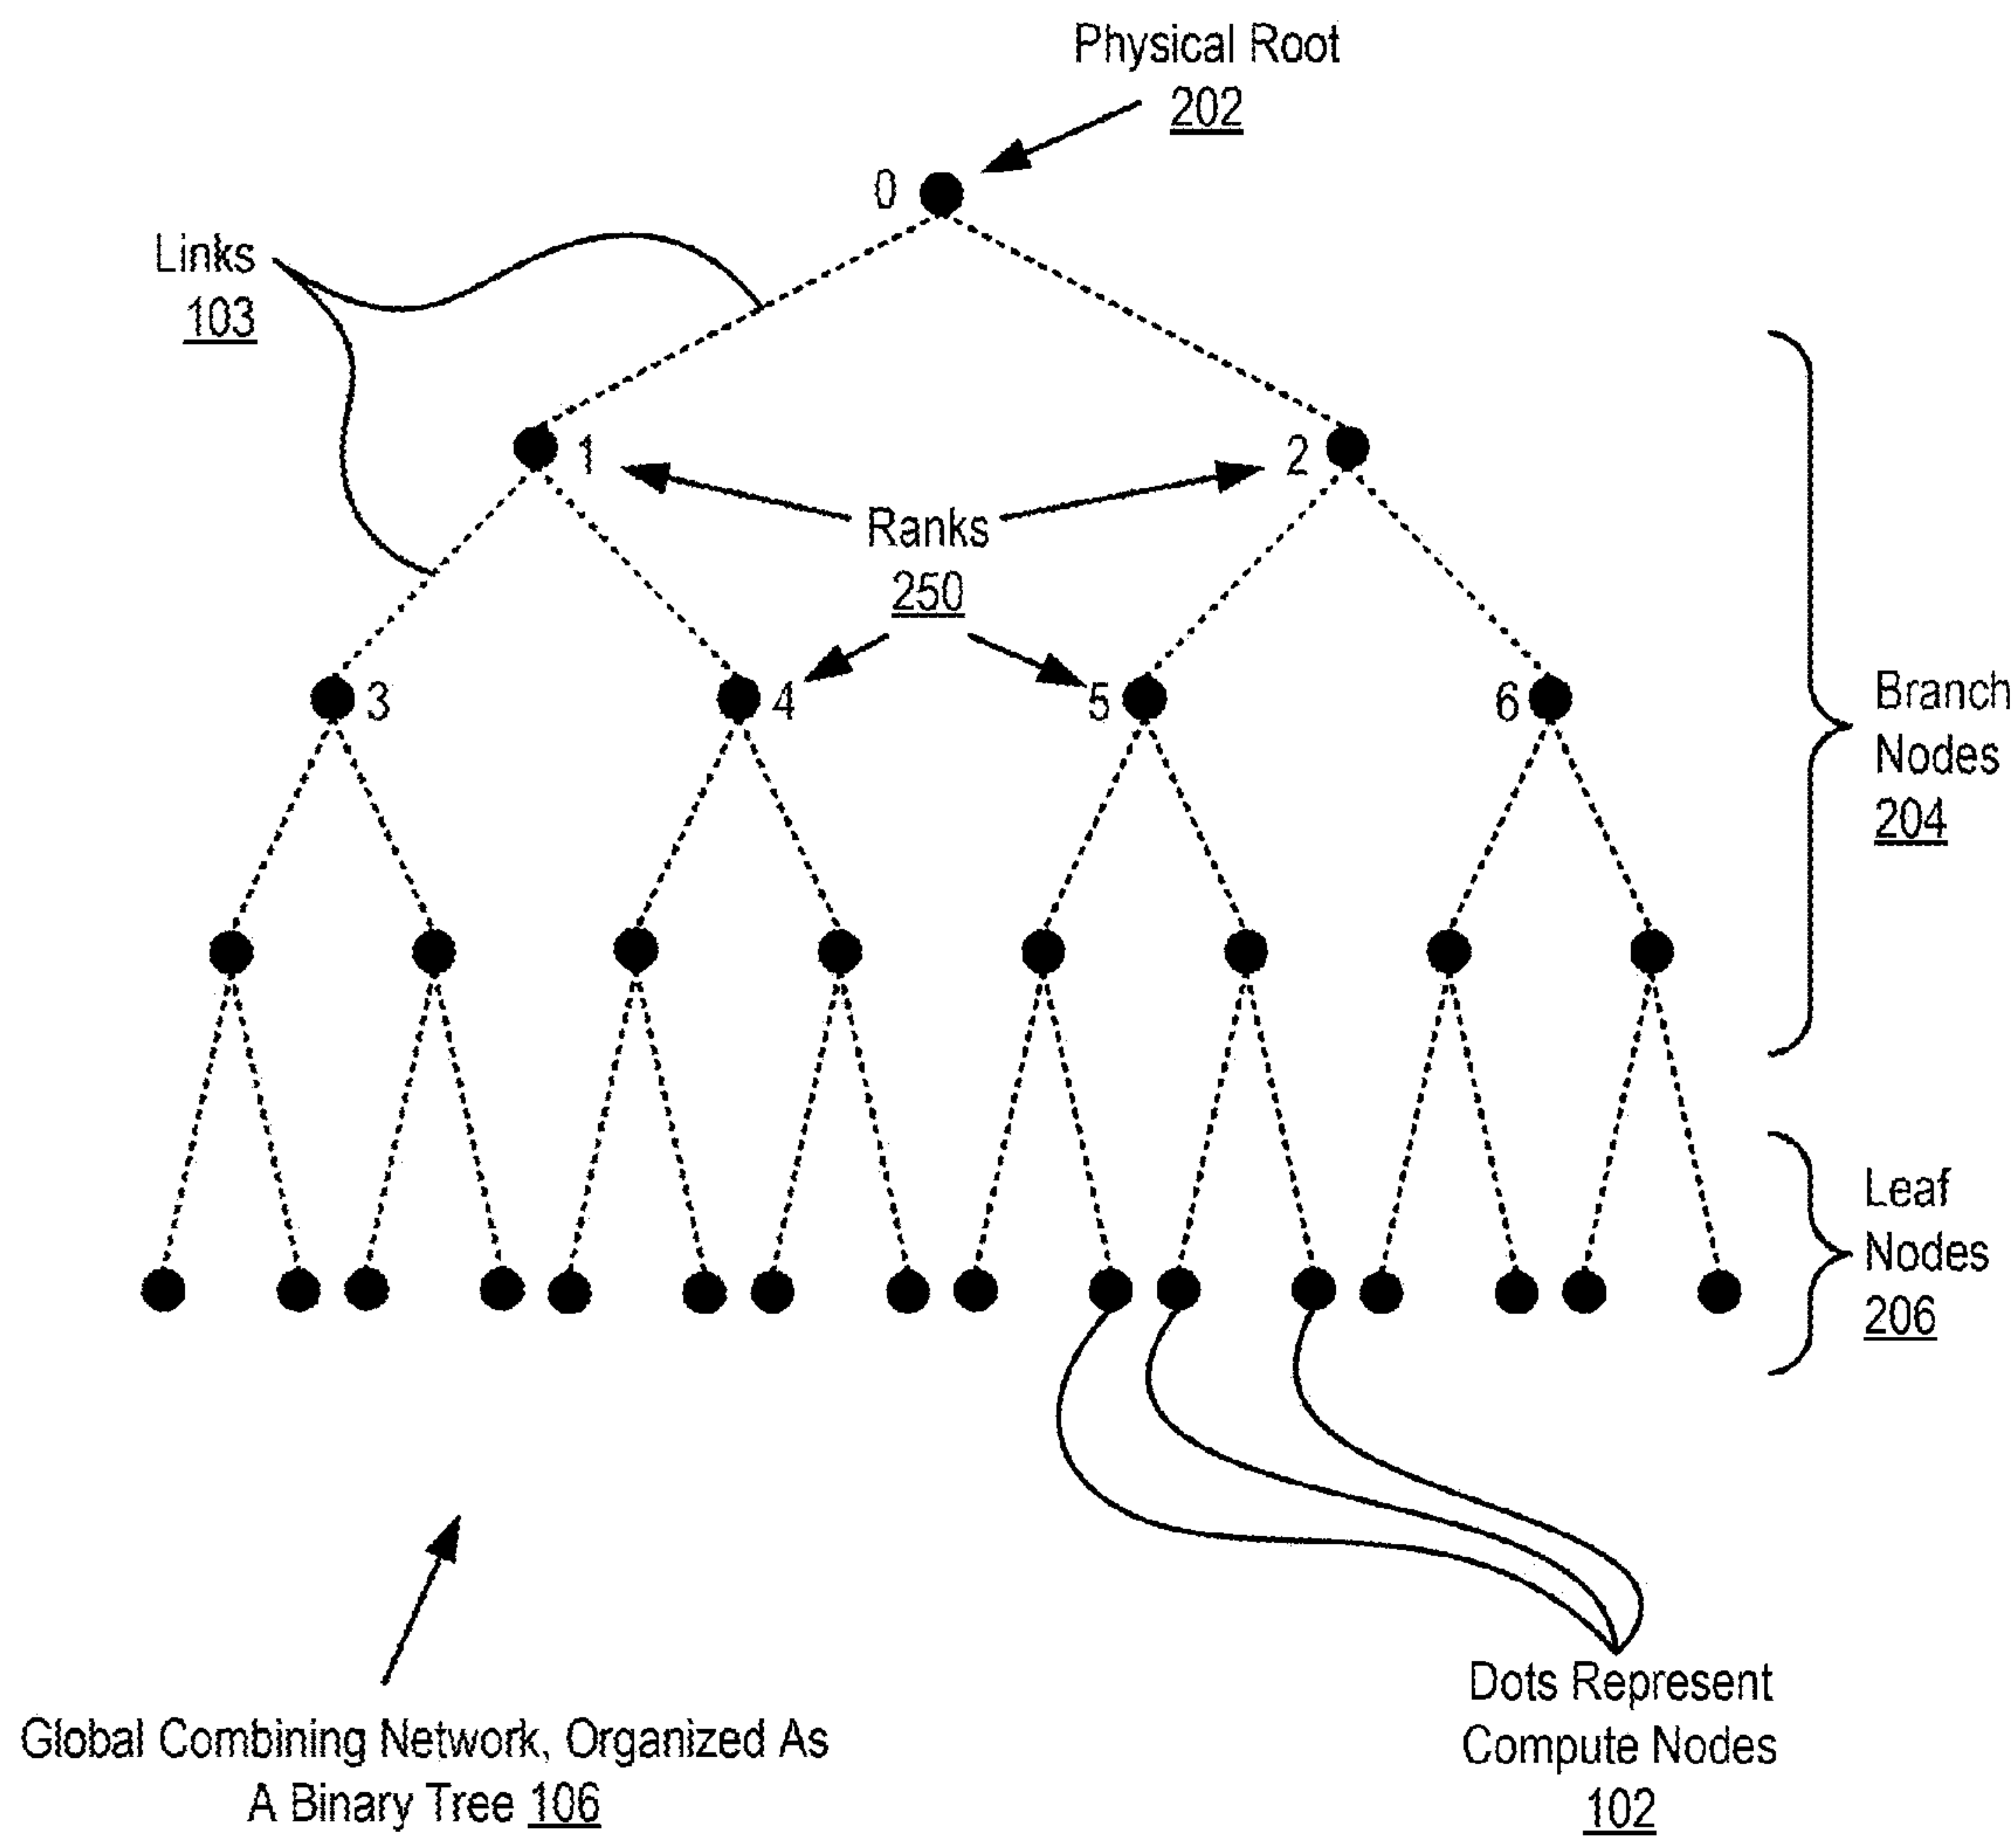 Physical Root
202
0
Links
103
1
2
Ranks
250
3
4
5
6
Branch
Nodes
204
Leaf
Nodes
206
Dots Represent
Compute Nodes
102
Global Combining Network, Organized As
A Binary Tree 106